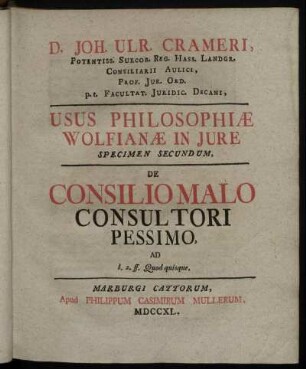 D. JOH. ULR. CRAMERI,
POTENTISS. SUECOR. REG. HASS. LANDGR.
CONSILIARII AULICI,
PROF. JUR. ORD.
p. t. FACULTAT. JURIDIC. DECANI,
USUS PHILOSOPHIÆ
WOLFIANÆ IN JURE
SPECIMEN SECUNDUM,
DE
CONSILIO MALO
CONSULTORI
PESSIMO,
AD
l. 2. ff. Quod quisque.
MARBURGI CATTORUM,
Apud PHILIPPUM CASIMIRUM MULLERUM,
MDCCXL.